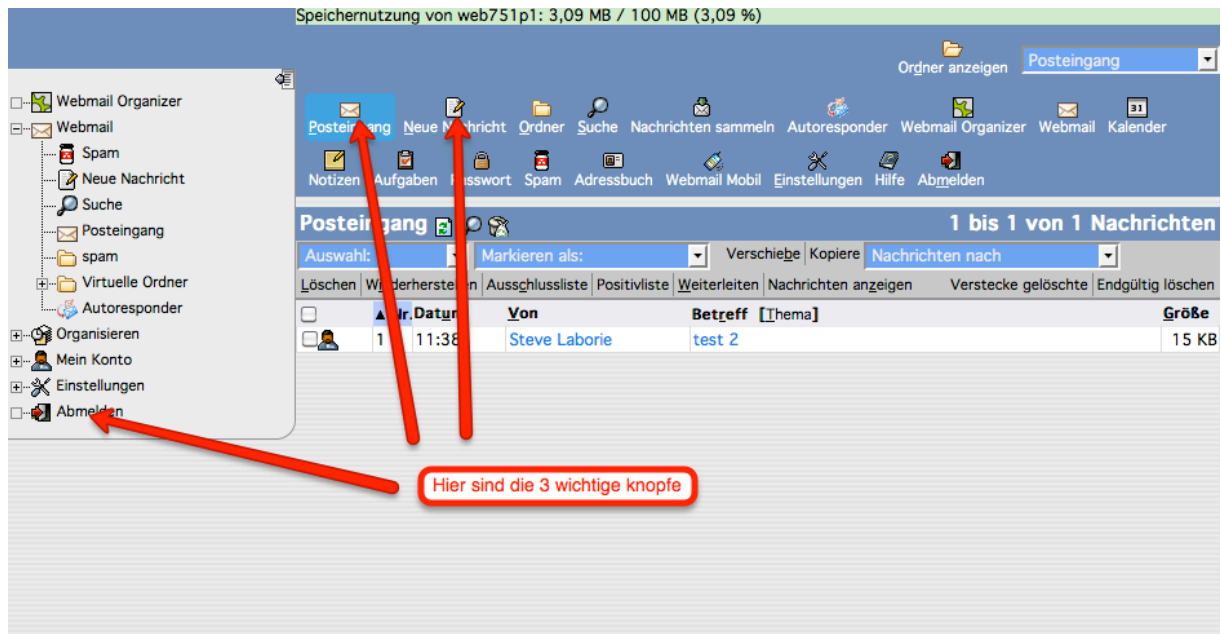 Speichernutzung von web751p1: 3,09 MB / 100 MB (3,09 %)
Ordner anzeigen Posteingang
Webmail Organizer
Webmail
Spam
Neue Nachricht
Suche
Posteingang
spam
Virtuelle Ordner
Autoresponder
Organisieren
Mein Konto
Einstellungen
Abmelden
Posteingang Neue Nachricht Ordner Suche Nachrichten sammeln Autoresponder Webmail Organizer Webmail 31 Kalender
Notizen Aufgaben Passwort Spam Adressbuch Webmail Mobil Einstellungen Hilfe Abmelden
Posteingang 1 bis 1 von 1 Nachrichten
Auswahl: Markieren als: Verschiebe Kopiere Nachrichten nach
Löschen Wiederherstellen Ausschlussliste Positivliste Weiterleiten Nachrichten anzeigen Verstecke gelöschte Endgültig löschen
Nr. Datum Von Betreff [Thema] Größe
1 11:38 Steve Laborie test 2 15 KB
Hier sind die 3 wichtige knopfe